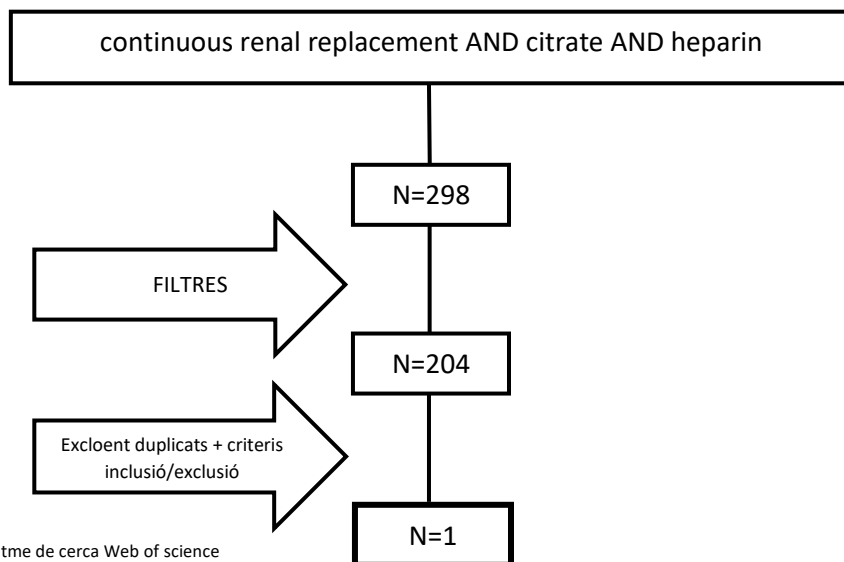 continuous renal replacement AND citrate AND heparin
N=298
FILTRES
N=204
Excloent duplicats + criteris
inclusió/exclusió
N=1
de cerca Web of science